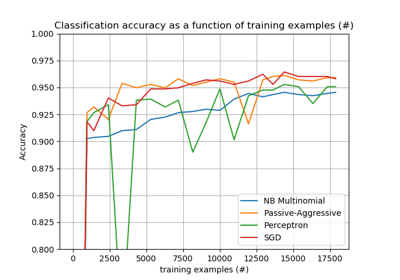 Classification accuracy as a function of training examples (#)
1.000
0.975
0.950
0.925
0.900
0.875
0.850
0.825
0.800
Accuracy
NB Multinomial
Passive-Aggressive
Perceptron
SGD
0 2500 5000 7500 10000 12500 15000 17500
training examples (#)